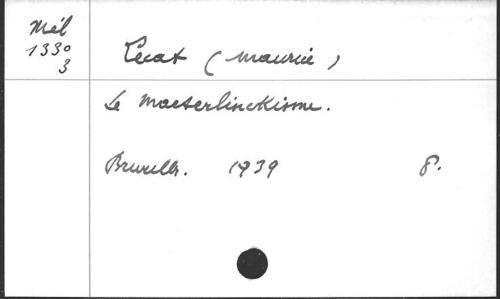 Mél
1330
3
Lecat (Maurice)
Le Maeterlinckisme.
Bruxelles. 1939 8.